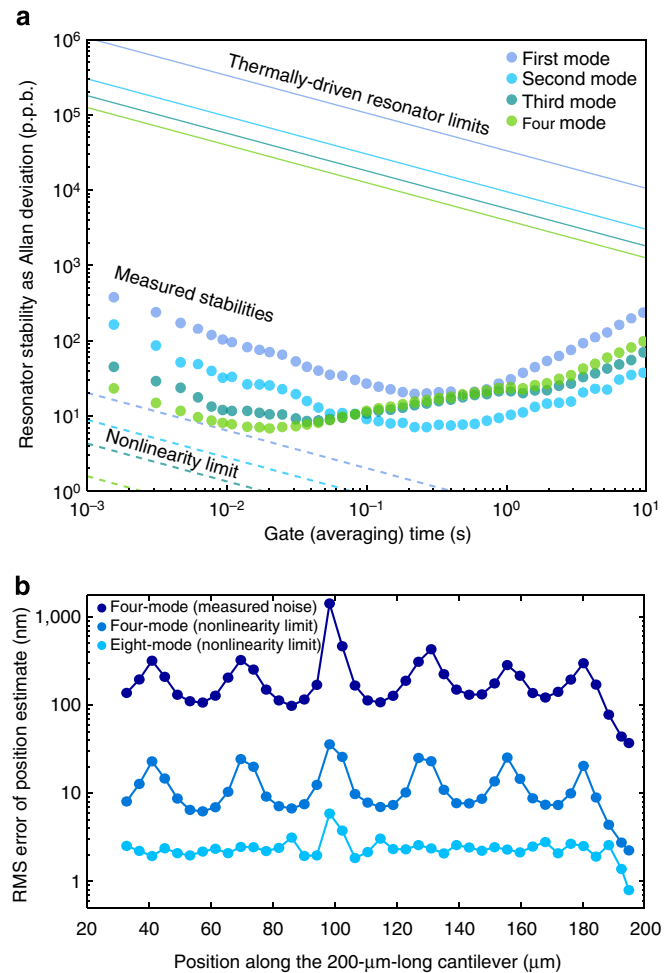 a
Resonator stability as Allan deviation (p.p.b.)
10⁶
10⁵
10⁴
10³
10²
10¹
10⁰
Thermally-driven resonator limits
First mode
Second mode
Third mode
Four mode
Measured stabilities
Nonlinearity limit
10⁻³
10⁻²
10⁻¹
10⁰
10¹
Gate (averaging) time (s)
b
RMS error of position estimate (nm)
1,000
100
10
1
Four-mode (measured noise)
Four-mode (nonlinearity limit)
Eight-mode (nonlinearity limit)
20
40
60
80
100
120
140
160
180
200
Position along the 200-μm-long cantilever (μm)